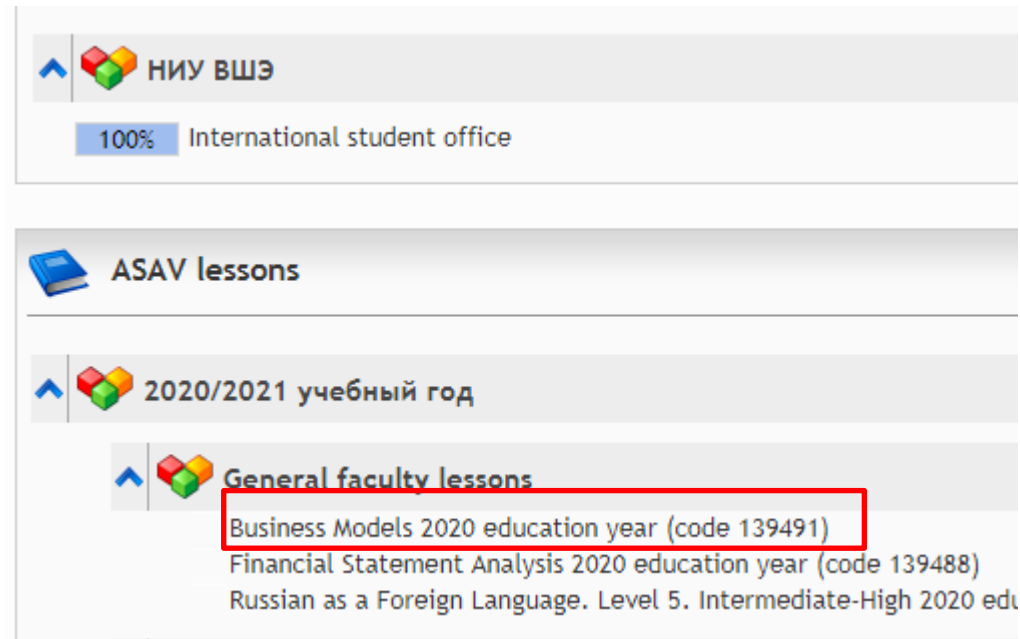 НИУ ВШЭ
100% International student office
ASAV lessons
2020/2021 учебный год
General faculty lessons
Business Models 2020 education year (code 139491)
Financial Statement Analysis 2020 education year (code 139488)
Russian as a Foreign Language. Level 5. Intermediate-High 2020